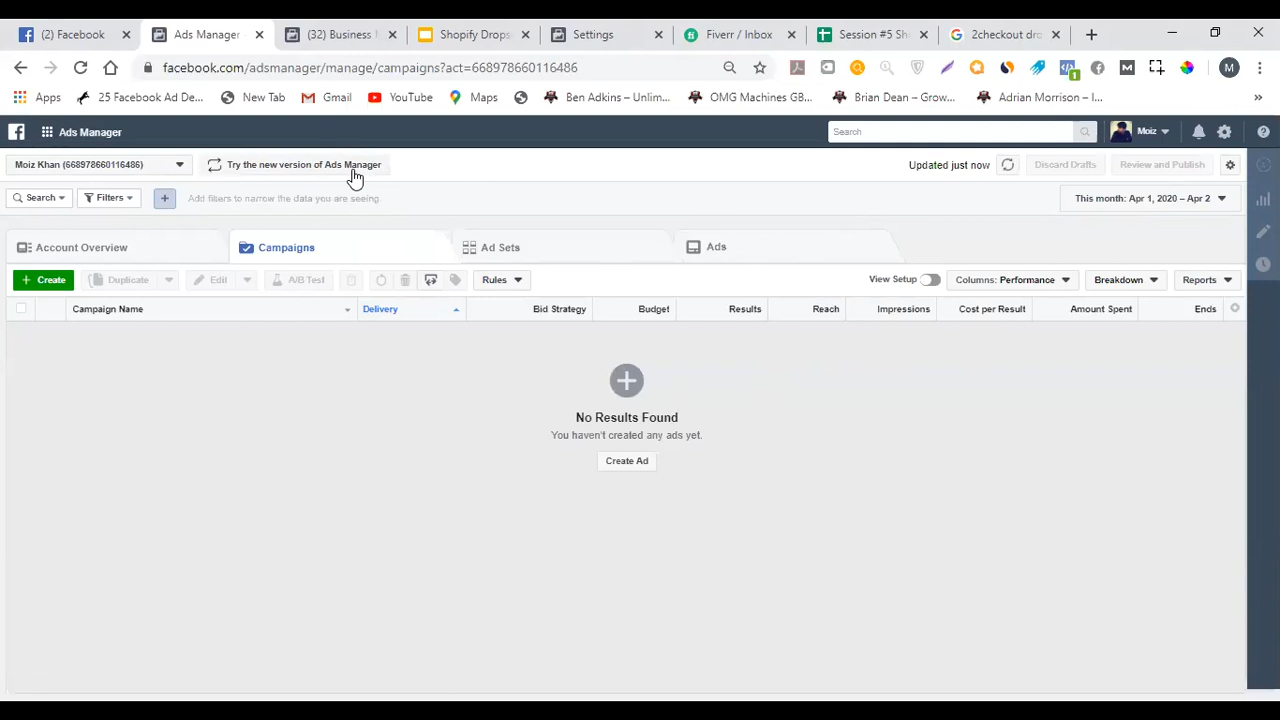 (2) Facebook
Ads Manager
(32) Business
Shopify Drops
Settings
Fiverr / Inbox
Session #5 Sh
2checkout dro
facebook.com/adsmanager/manage/campaigns?act=668978660116486
M
1
M
Apps
25 Facebook Ad De...
New Tab
Gmail
YouTube
Maps
Ben Adkins – Unlim...
OMG Machines GB...
Brian Dean – Grow...
Adrian Morrison – I...
Ads Manager
Search
Moiz
Moiz Khan (668978660116486)
Try the new version of Ads Manager
Updated just now
Discard Drafts
Review and Publish
Search
Filters
Add filters to narrow the data you are seeing.
This month: Apr 1, 2020 – Apr 2
Account Overview
Campaigns
Ad Sets
Ads
+ Create
Duplicate
Edit
A/B Test
Rules
View Setup
Columns: Performance
Breakdown
Reports
Campaign Name
Delivery
Bid Strategy
Budget
Results
Reach
Impressions
Cost per Result
Amount Spent
Ends
No Results Found
You haven't created any ads yet.
Create Ad